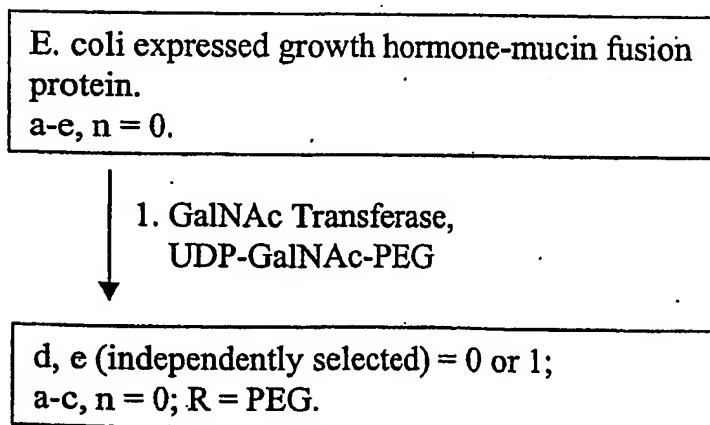 E. coli expressed growth hormone-mucin fusion
protein.
a-e, n = 0.
1. GalNAc Transferase,
UDP-GalNAc-PEG
d, e (independently selected) = 0 or 1;
a-c, n = 0; R = PEG.